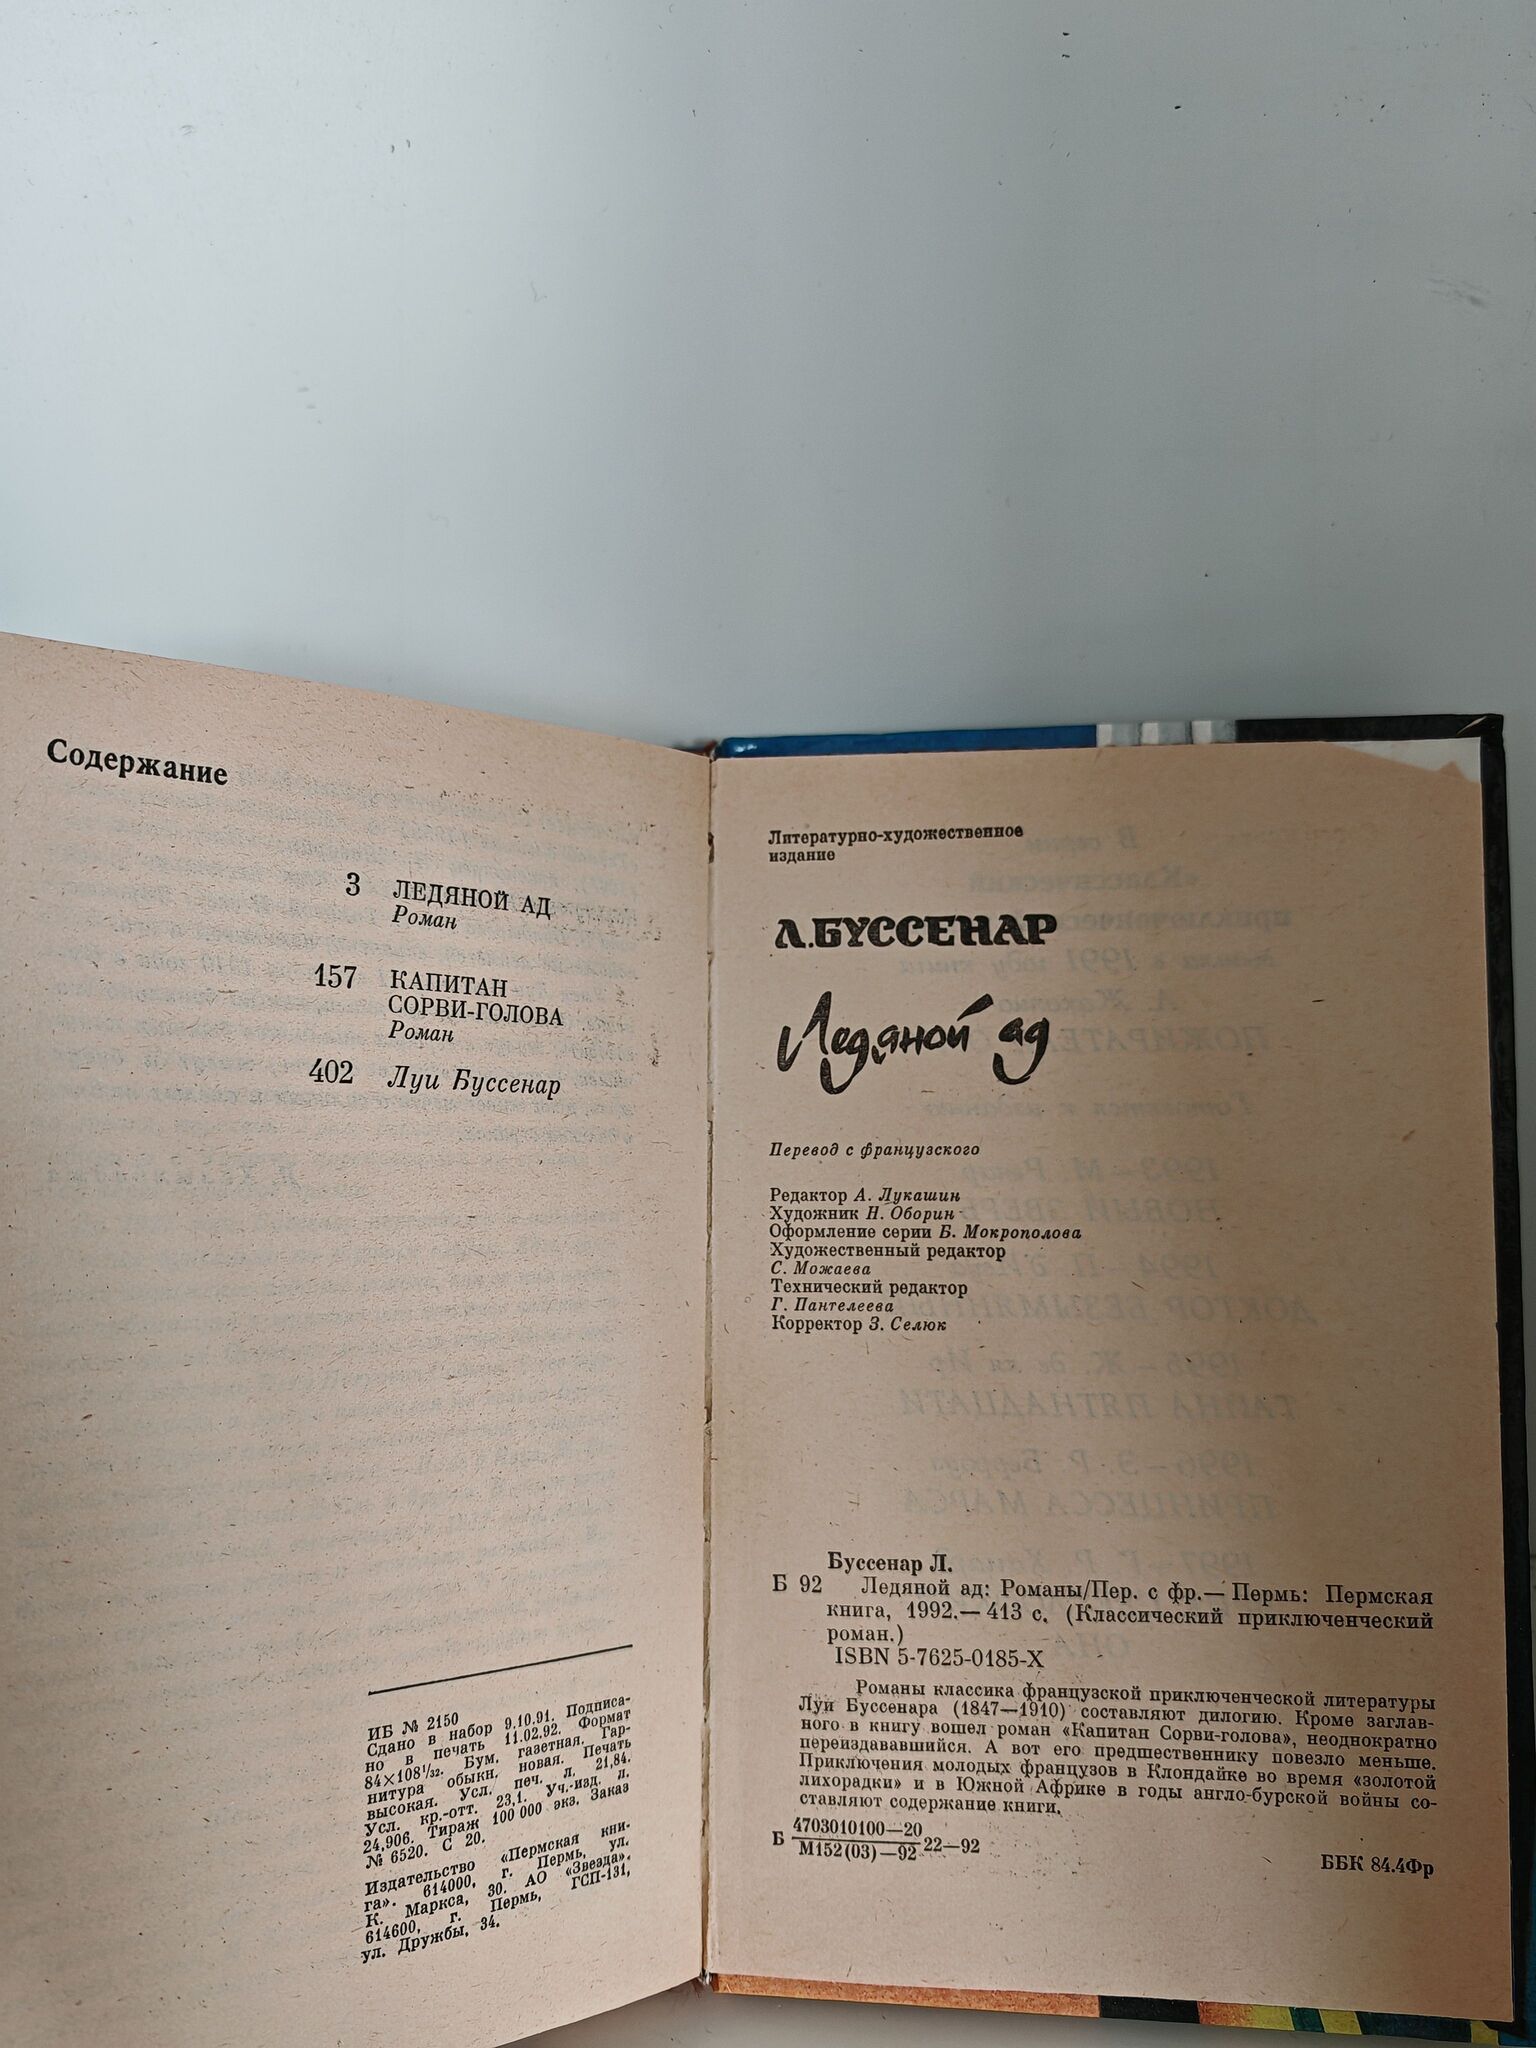 Содержание
3 ЛЕДЯНОЙ АД
Роман
157 КАПИТАН
СОРВИ-ГОЛОВА
Роман
402 Луи Буссенар
ИБ № 2150
Сдано в набор 9.10.91. Подписа-
но в печать 11.02.92. Формат
84×108 1/32. Бум. газетная. Гар-
нитура обыкн. новая. Печать
высокая. Усл. печ. л. 21,84.
Усл. кр.-отт. 23,1. Уч.-изд. л.
24,906. Тираж 100 000 экз. Заказ
№ 6520. С 20.
Издательство «Пермская кни-
га». 614000, г. Пермь, ул.
К. Маркса, 30. АО «Звезда».
614600, г. Пермь, ГСП-131,
ул. Дружбы, 34.
Литературно-художественное
издание
Л.БУССЕНАР
Ледяной ад
Перевод с французского
Редактор А. Лукашин
Художник Н. Оборин
Оформление серии Б. Мокрополова
Художественный редактор
С. Можаева
Технический редактор
Г. Пантелеева
Корректор З. Селюк
Буссенар Л.
Б 92 Ледяной ад: Романы/Пер. с фр.— Пермь: Пермская
книга, 1992.— 413 с. (Классический приключенческий
роман.)
ISBN 5-7625-0185-X
Романы классика французской приключенческой литературы
Луи Буссенара (1847—1910) составляют дилогию. Кроме заглав-
ного в книгу вошел роман «Капитан Сорви-голова», неоднократно
переиздававшийся. А вот его предшественнику повезло меньше.
Приключения молодых французов в Клондайке во время «золотой
лихорадки» и в Южной Африке в годы англо-бурской войны со-
ставляют содержание книги.
Б 4703010100—20
М152(03)—92 22—92
ББК 84.4Фр